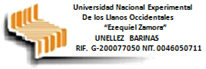 Universidad Nacional Experimental
De los Llanos Occidentales
“Ezequiel Zamora”
UNELLEZ BARINAS
RIF. G-200077050 NIT. 0046050711